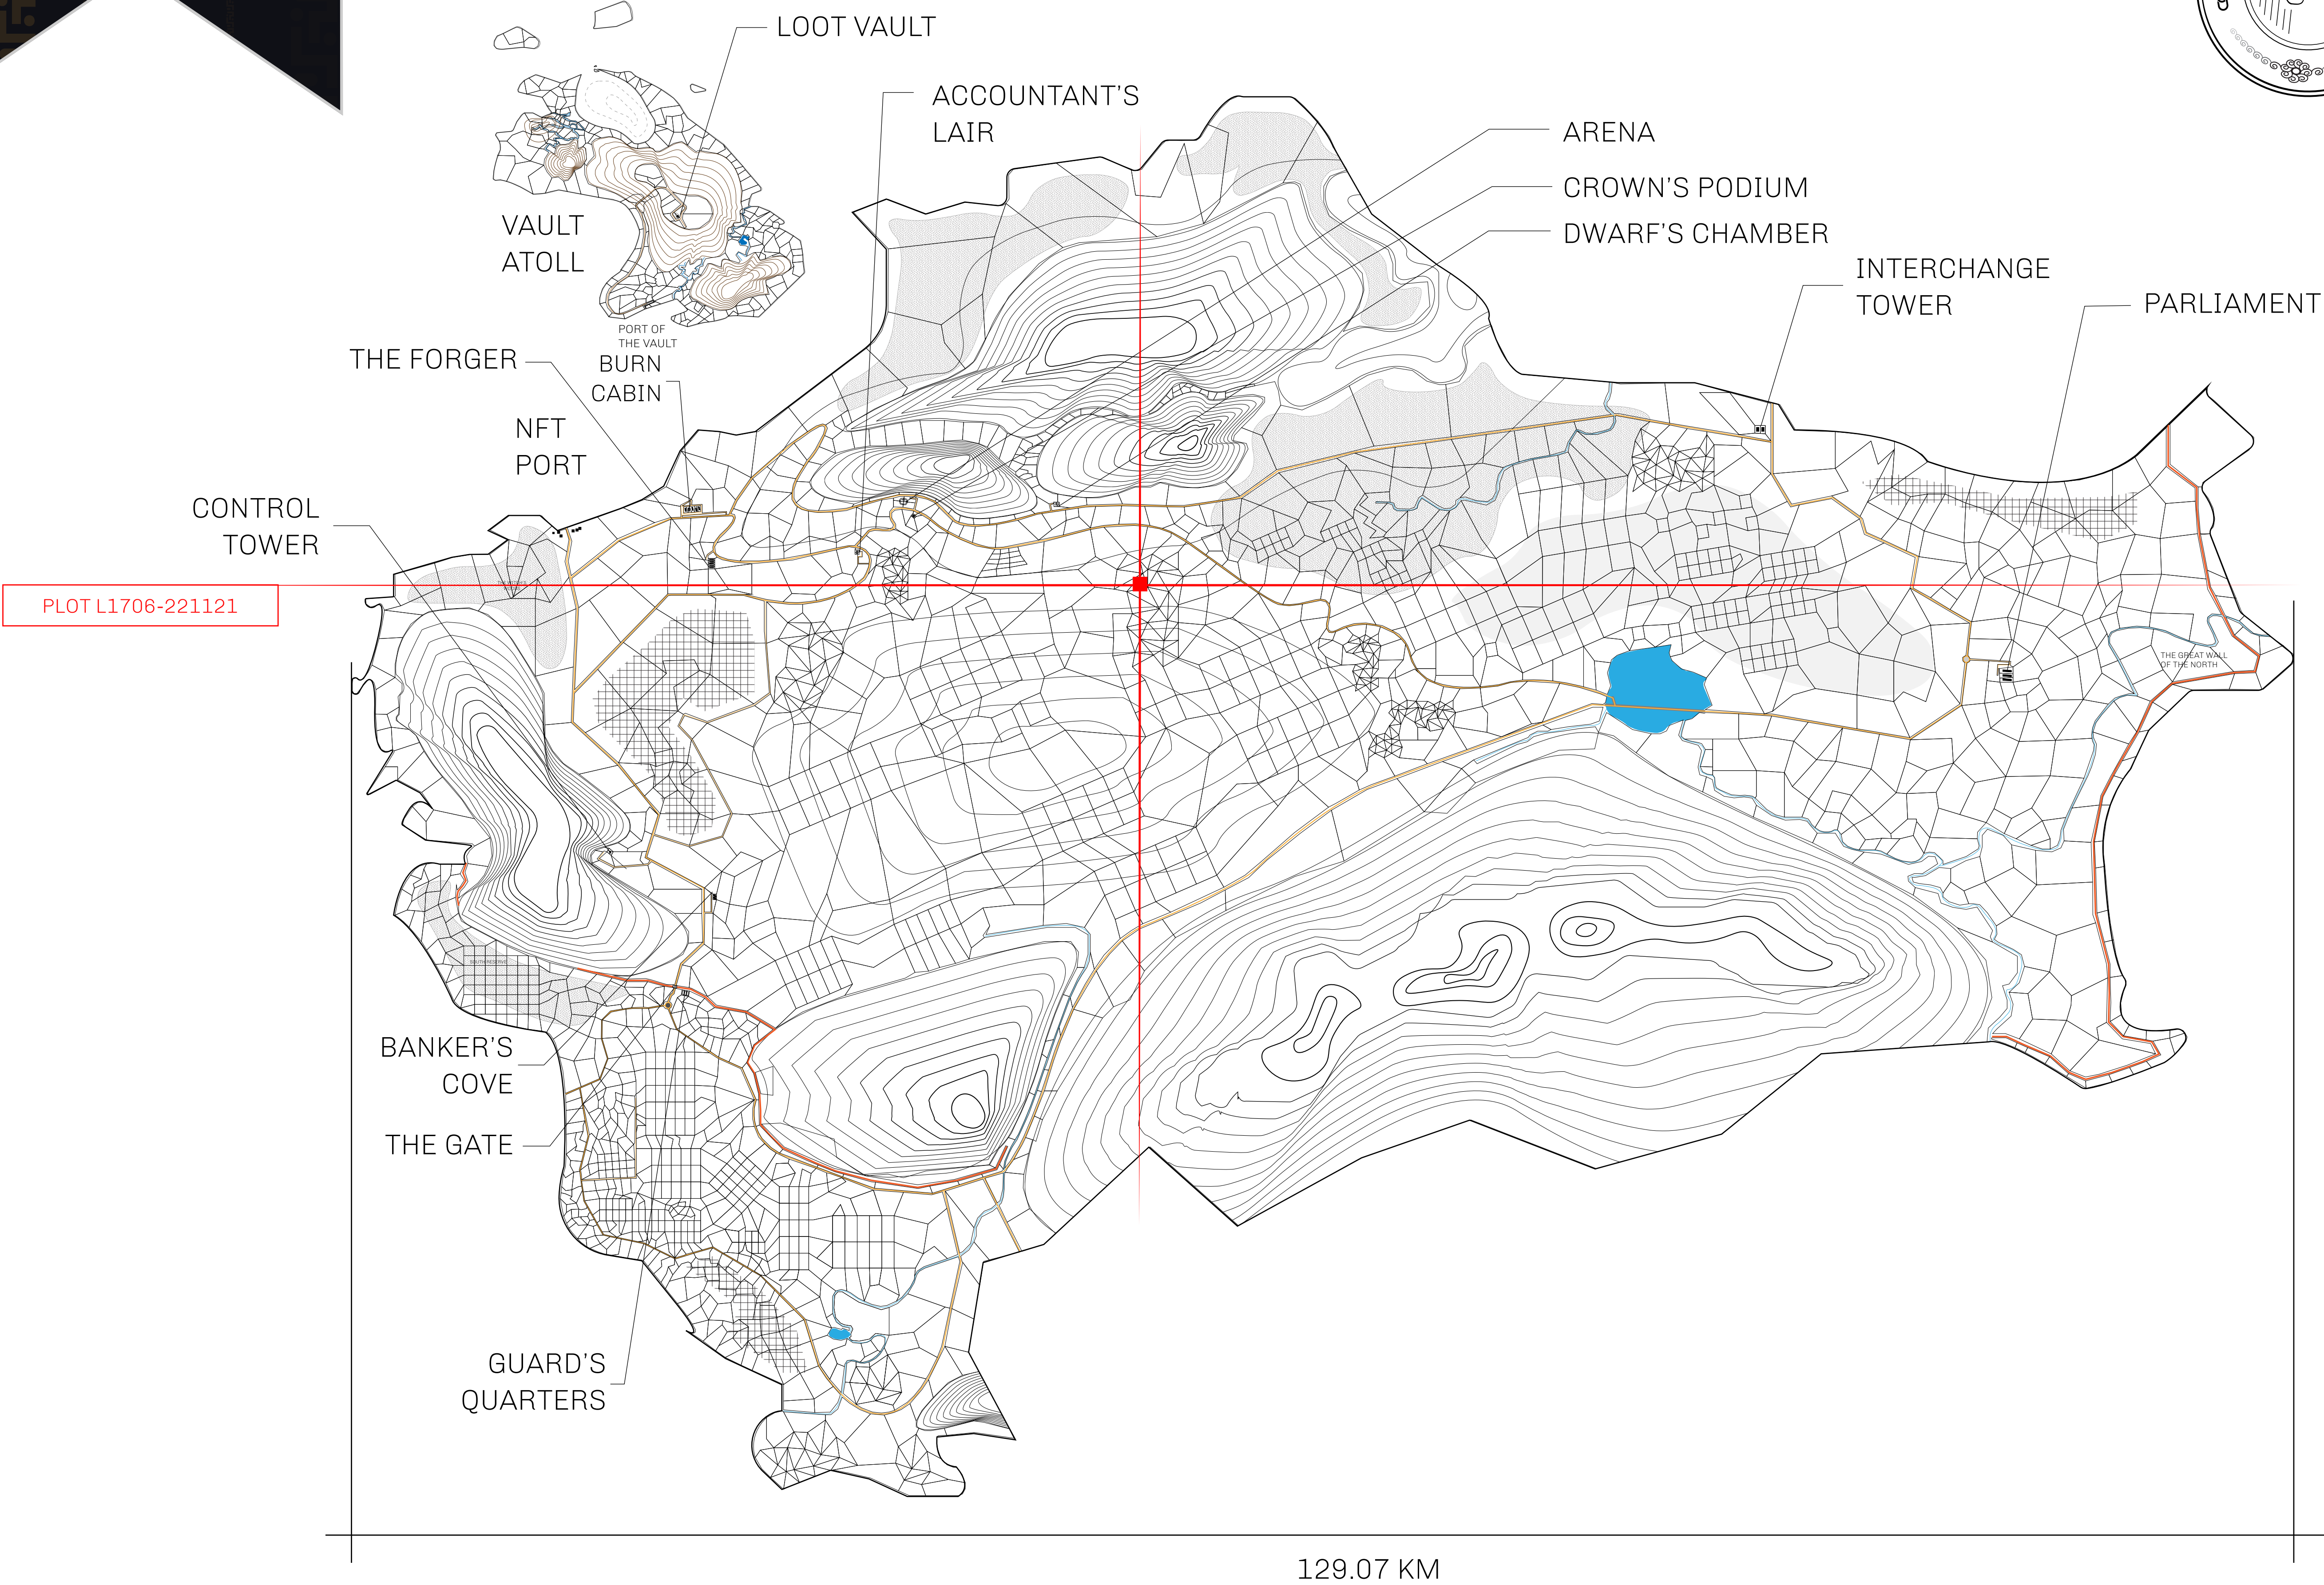 LOOT VAULT
ACCOUNTANT'S
LAIR
ARENA
CROWN'S PODIUM
DWARF'S CHAMBER
INTERCHANGE
TOWER
PARLIAMENT
VAULT
ATOLL
PORT OF
THE VAULT
THE FORGER
BURN
CABIN
NFT
PORT
CONTROL
TOWER
PLOT L1706-221121
THE GREAT WALL
OF THE NORTH
SOUTH RESERVE
BANKER'S
COVE
THE GATE
GUARD'S
QUARTERS
129.07 KM